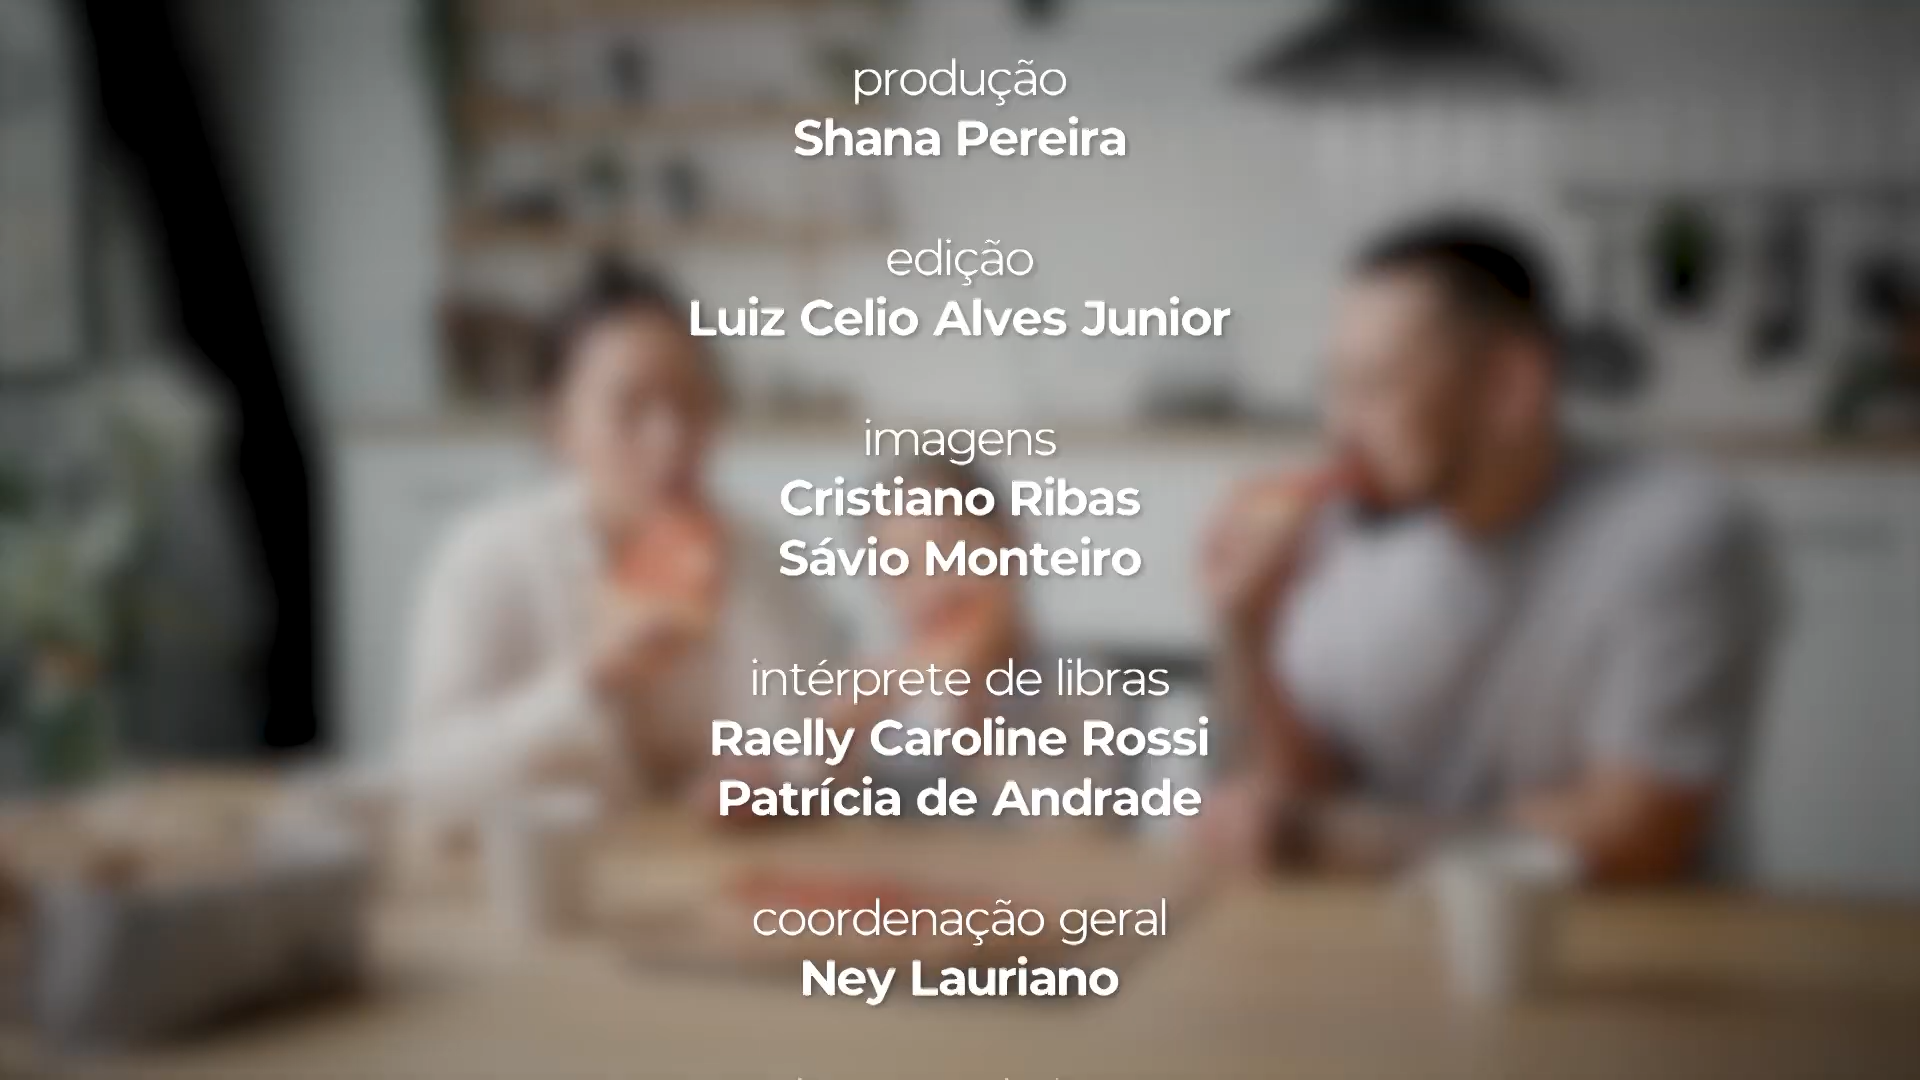 produção
Shana Pereira
edição
Luiz Celio Alves Junior
imagens
Cristiano Ribas
Sávio Monteiro
intérprete de libras
Raelly Caroline Rossi
Patrícia de Andrade
coordenação geral
Ney Lauriano